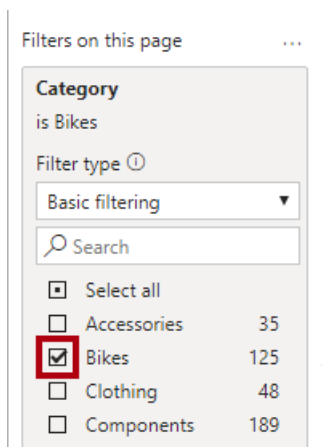 Filters on this page ...
Category
is Bikes
Filter type
Basic filtering
Search
Select all
Accessories 35
Bikes 125
Clothing 48
Components 189